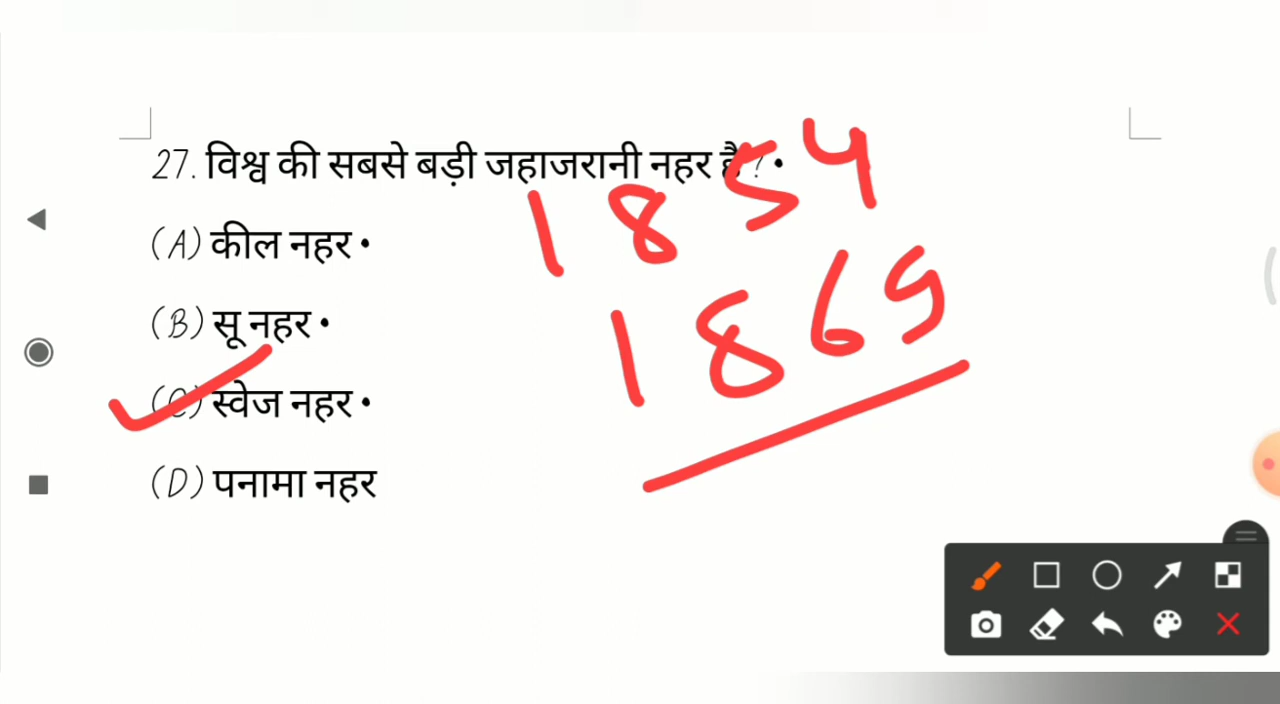 27. विश्व की सबसे बड़ी जहाजरानी नहर है ? •
(A) कील नहर •
(B) सू नहर •
(C) स्वेज नहर •
(D) पनामा नहर
1854
1869